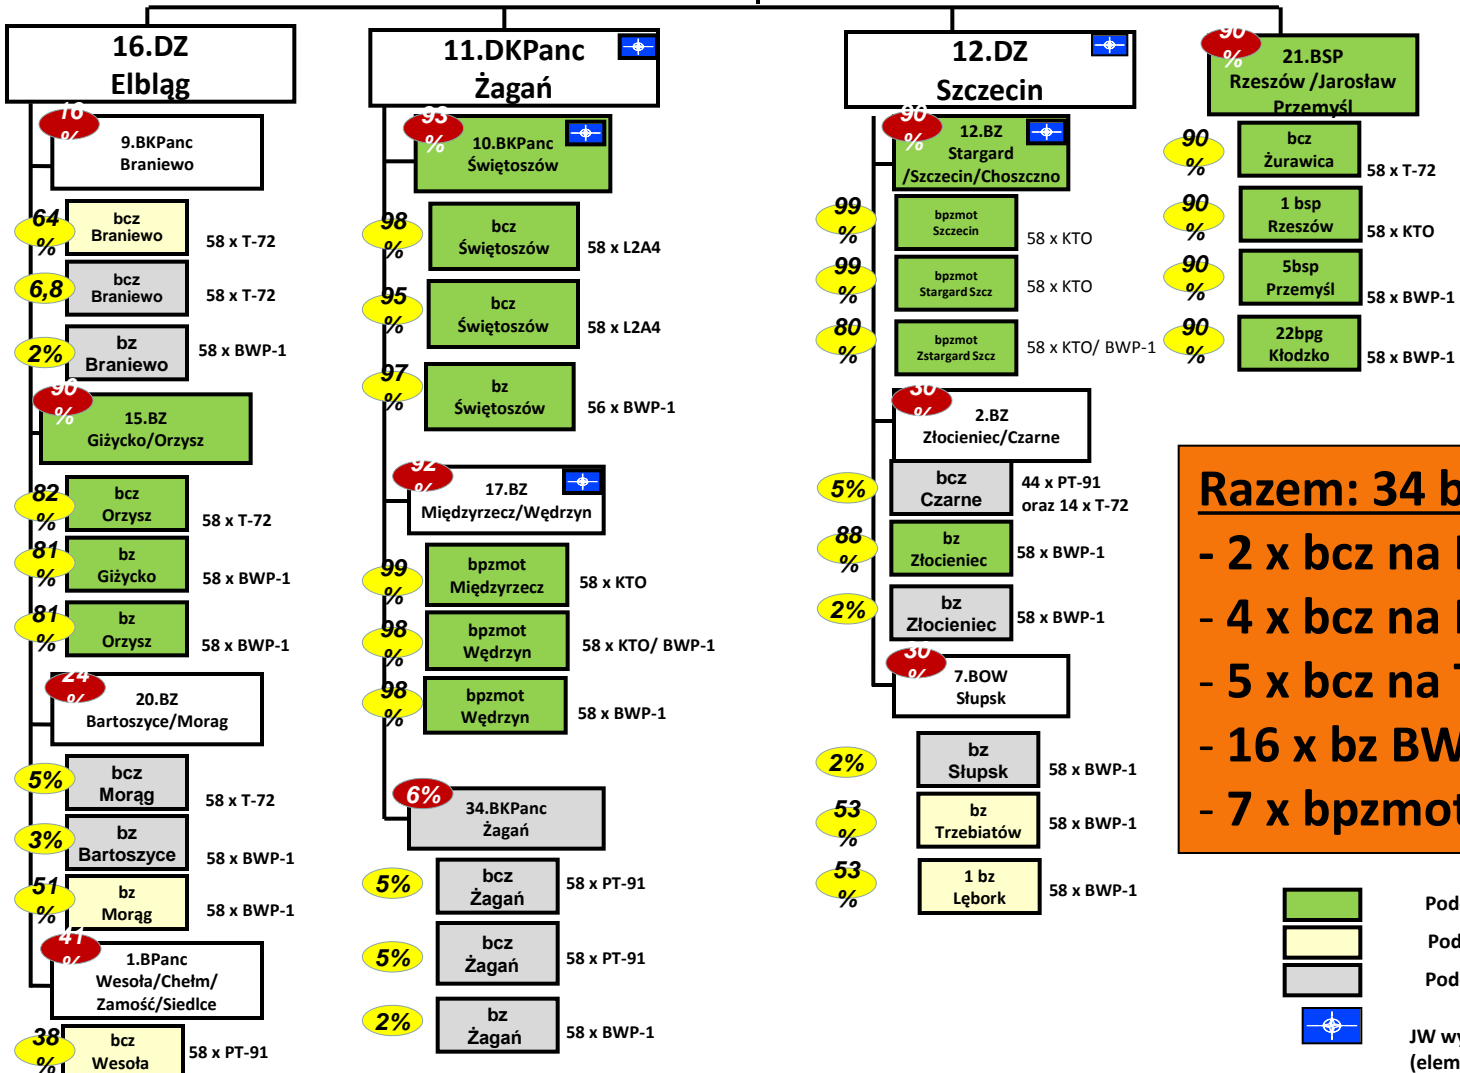 16.DZ
Elbląg
16
%
9.BKPanc
Braniewo
64
%
bcz
Braniewo
58 x T-72
6,8
bcz
Braniewo
58 x T-72
2%
bz
Braniewo
58 x BWP-1
90
%
15.BZ
Giżycko/Orzysz
82
%
bcz
Orzysz
58 x T-72
81
%
bz
Giżycko
58 x BWP-1
81
%
bz
Orzysz
58 x BWP-1
24
%
20.BZ
Bartoszyce/Morag
5%
bcz
Morąg
58 x T-72
3%
bz
Bartoszyce
58 x BWP-1
51
%
bz
Morąg
58 x BWP-1
41
%
1.BPanc
Wesoła/Chełm/
Zamość/Siedlce
38
%
bcz
Wesoła
58 x PT-91
11.DKPanc
Żagań
93
%
10.BKPanc
Świętoszów
98
%
bcz
Świętoszów
58 x L2A4
95
%
bcz
Świętoszów
58 x L2A4
97
%
bz
Świętoszów
56 x BWP-1
92
%
17.BZ
Międzyrzecz/Wędrzyn
99
%
bpzmot
Międzyrzecz
58 x KTO
98
%
bpzmot
Wędrzyn
58 x KTO/ BWP-1
98
%
bpzmot
Wędrzyn
58 x BWP-1
6%
34.BKPanc
Żagań
5%
bcz
Żagań
58 x PT-91
5%
bcz
Żagań
58 x PT-91
2%
bz
Żagań
58 x BWP-1
12.DZ
Szczecin
90
%
12.BZ
Stargard
/Szczecin/Choszczno
99
%
bpzmot
Szczecin
58 x KTO
99
%
bpzmot
Stargard Szcz
58 x KTO
80
%
bpzmot
Zstargard Szcz
58 x KTO/ BWP-1
30
%
2.BZ
Złocieniec/Czarne
5%
bcz
Czarne
44 x PT-91
oraz 14 x T-72
88
%
bz
Złocieniec
58 x BWP-1
2%
bz
Złocieniec
58 x BWP-1
30
%
7.BOW
Słupsk
2%
bz
Słupsk
58 x BWP-1
53
%
bz
Trzebiatów
58 x BWP-1
53
%
1 bz
Lębork
58 x BWP-1
90
%
21.BSP
Rzeszów /Jarosław
Przemyśl
90
%
bcz
Żurawica
58 x T-72
90
%
1 bsp
Rzeszów
58 x KTO
90
%
5bsp
Przemyśl
58 x BWP-1
90
%
22bpg
Kłodzko
58 x BWP-1
Razem: 34 b
- 2 x bcz na
- 4 x bcz na
- 5 x bcz na T
- 16 x bz BW
- 7 x bpzmot
Pod
Pod
Pod
JW wy
(elem